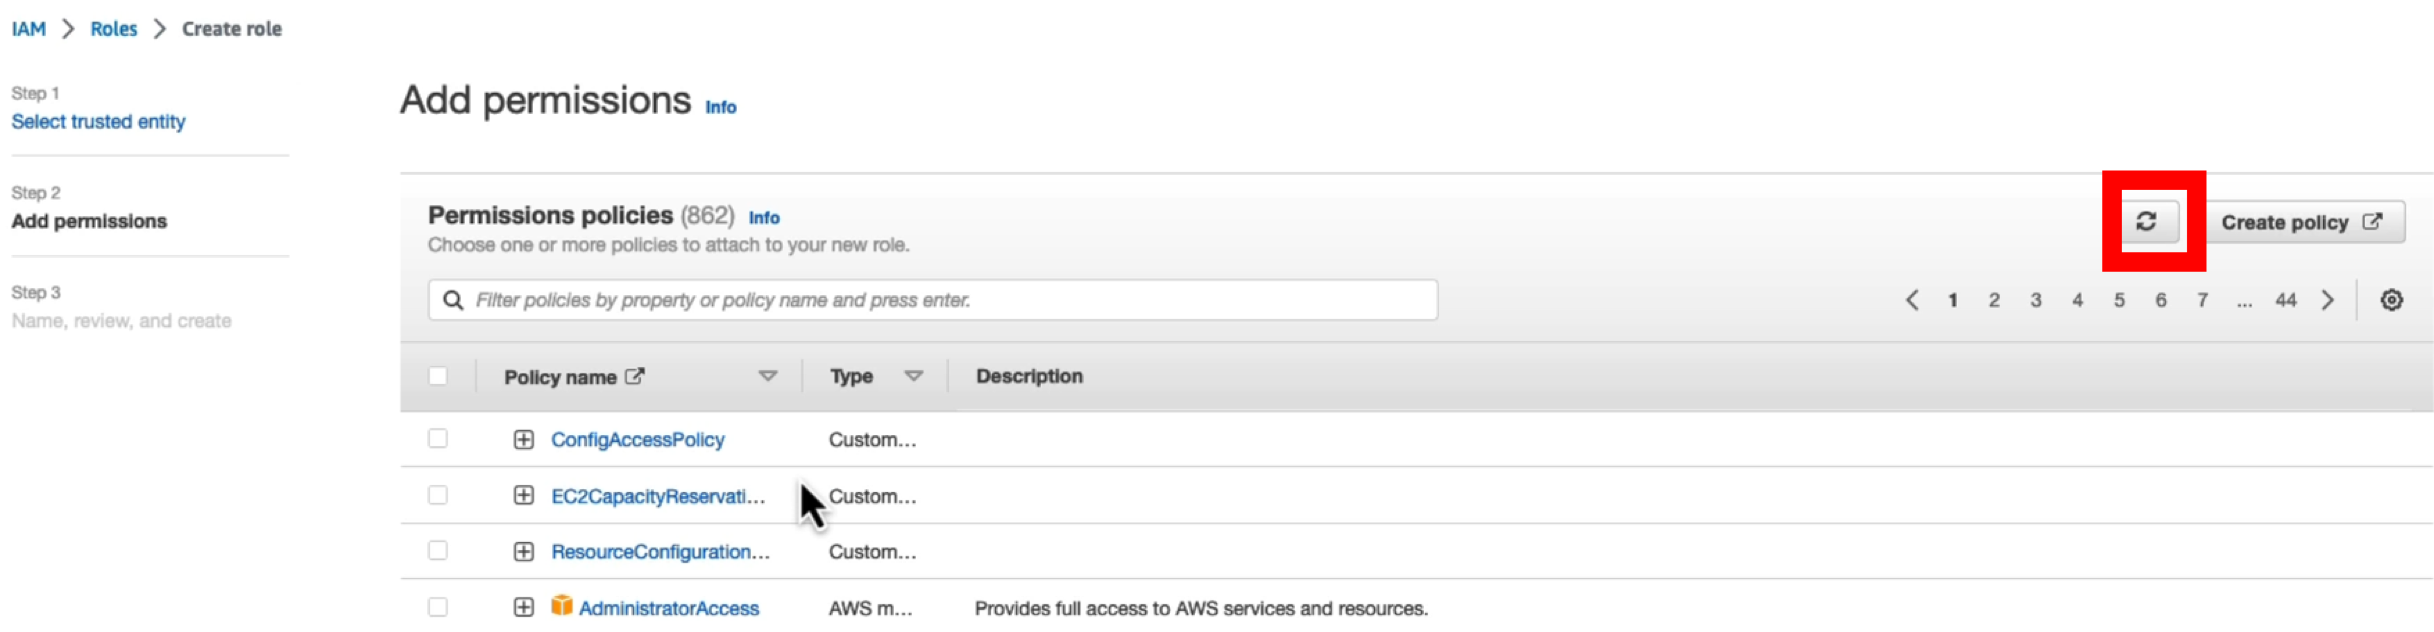 IAM > Roles > Create role
Step 1
Select trusted entity
Step 2
Add permissions
Step 3
Name, review, and create
Add permissions Info
Permissions policies (862) Info
Choose one or more policies to attach to your new role.
Create policy
Filter policies by property or policy name and press enter.
< 1 2 3 4 5 6 7 ... 44 >
Policy name Type Description
ConfigAccessPolicy Custom...
EC2CapacityReservati... Custom...
ResourceConfiguration... Custom...
AdministratorAccess AWS m... Provides full access to AWS services and resources.